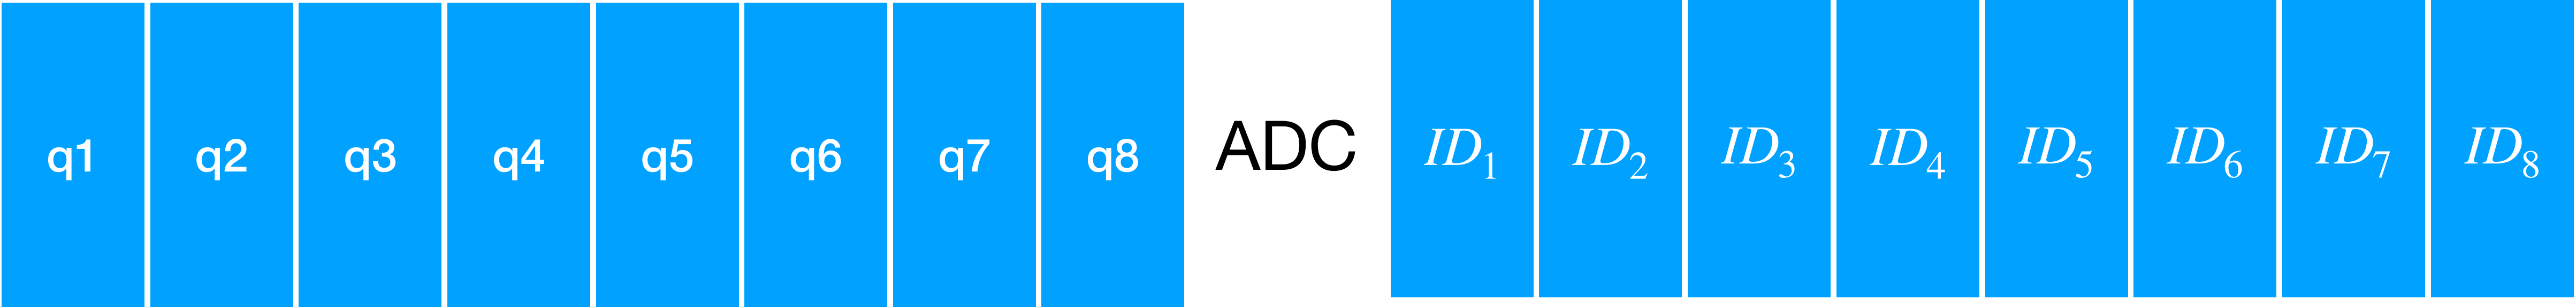 q1 q2 q3 q4 q5 q6 q7 q8 ADC ID₁ ID₂ ID₃ ID₄ ID₅ ID₆ ID₇ ID₈